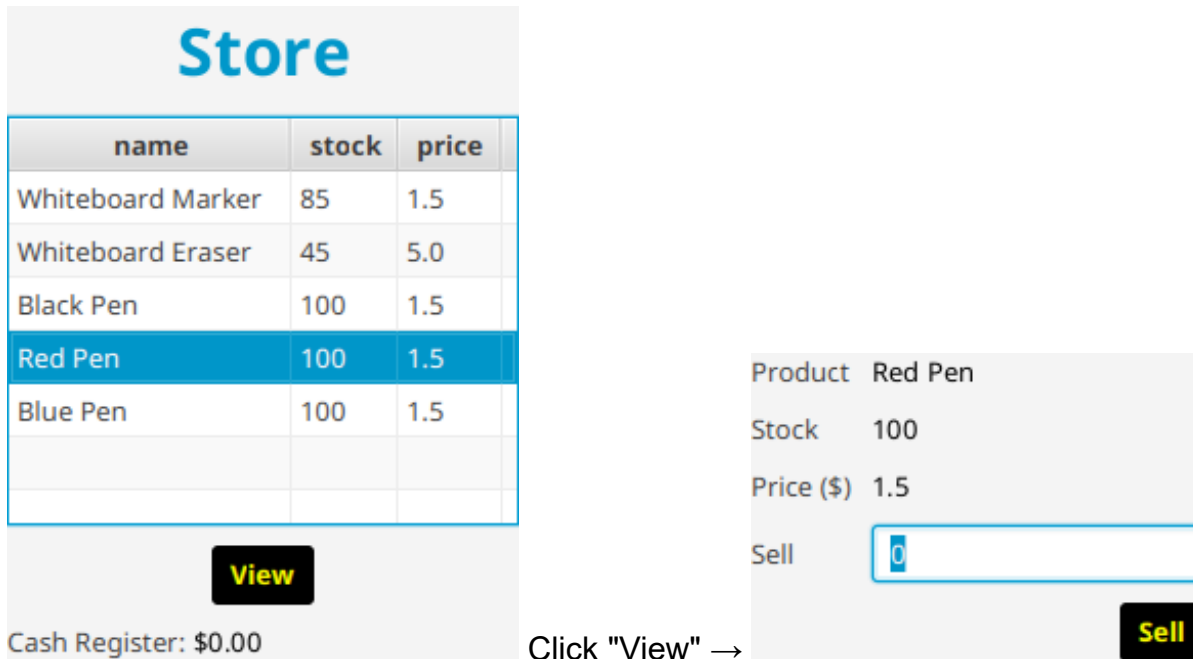 Store
name stock price
Whiteboard Marker 85 1.5
Whiteboard Eraser 45 5.0
Black Pen 100 1.5
Red Pen 100 1.5
Blue Pen 100 1.5
View
Cash Register: $0.00
Click "View" →
Product Red Pen
Stock 100
Price ($) 1.5
Sell 0
Sell